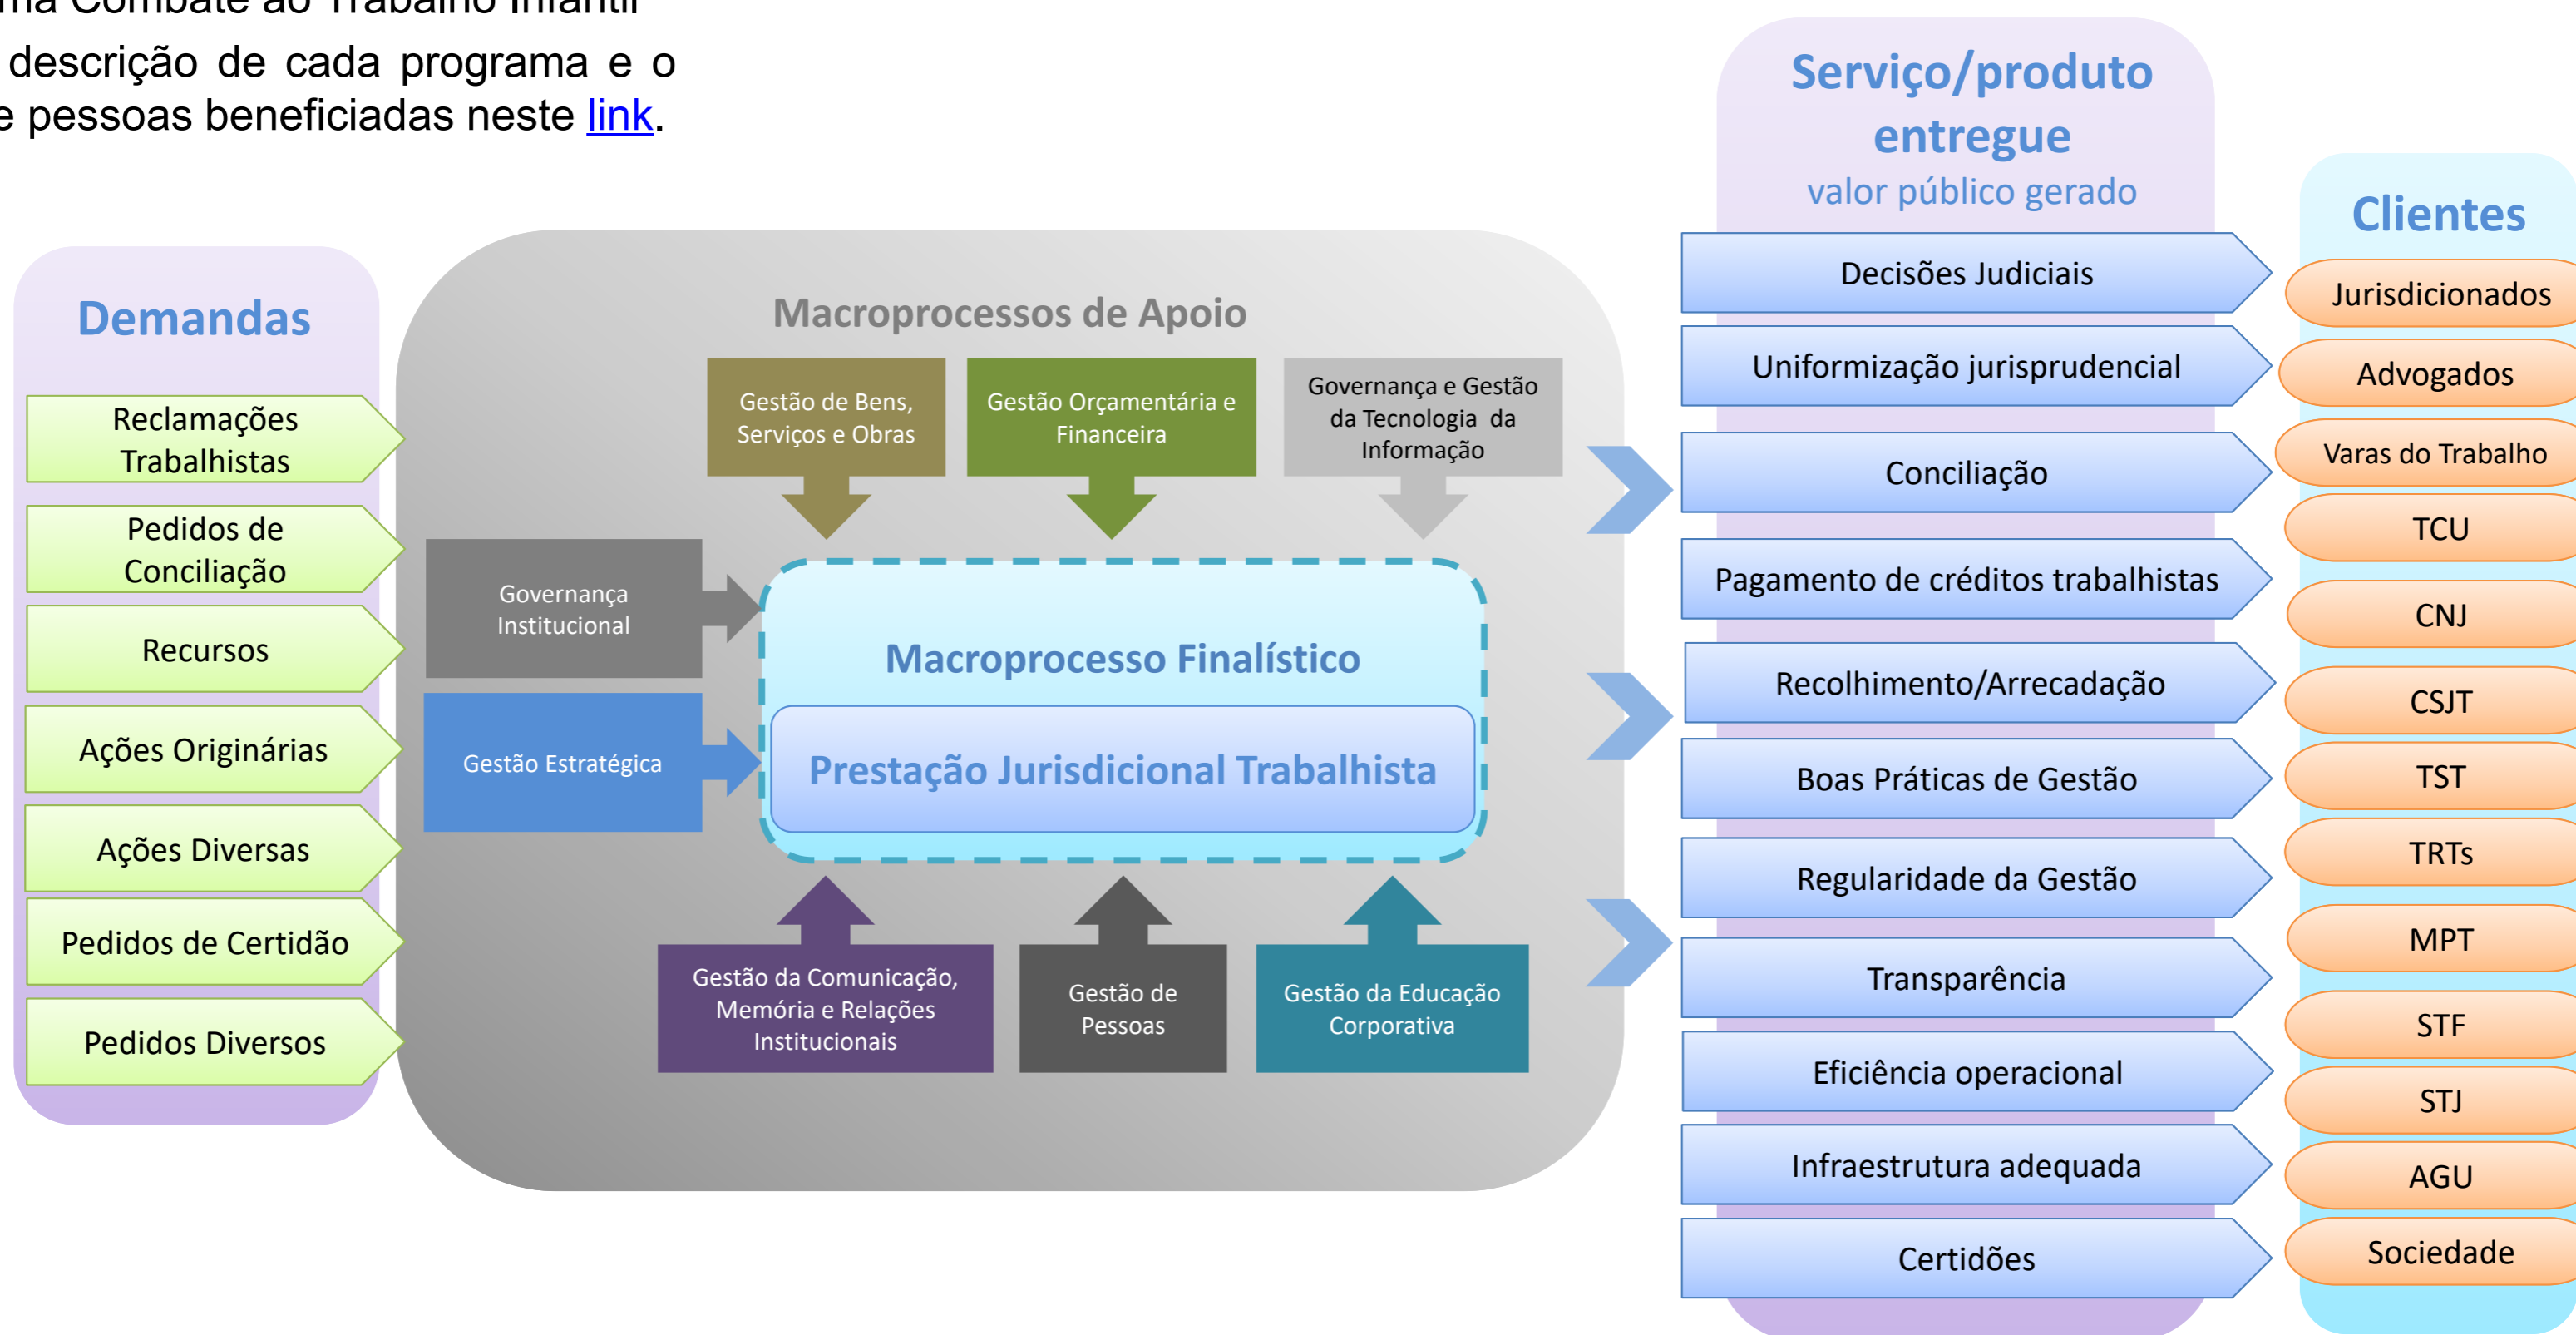 Combate ao Trabalho Infantil
descrição de cada programa e o
pessoas beneficiadas neste link.
Demandas
Reclamações
Trabalhistas
Pedidos de
Conciliação
Recursos
Ações Originárias
Ações Diversas
Pedidos de Certidão
Pedidos Diversos
Macroprocessos de Apoio
Gestão de Bens,
Serviços e Obras
Gestão Orçamentária e
Financeira
Governança e Gestão
da Tecnologia da
Informação
Governança
Institucional
Gestão Estratégica
Macroprocesso Finalístico
Prestação Jurisdicional Trabalhista
Gestão da Comunicação,
Memória e Relações
Institucionais
Gestão de
Pessoas
Gestão da Educação
Corporativa
Serviço/produto
entregue
valor público gerado
Decisões Judiciais
Uniformização jurisprudencial
Conciliação
Pagamento de créditos trabalhistas
Recolhimento/Arrecadação
Boas Práticas de Gestão
Regularidade da Gestão
Transparência
Eficiência operacional
Infraestrutura adequada
Certidões
Clientes
Jurisdicionados
Advogados
Varas do Trabalho
TCU
CNJ
CSJT
TST
TRTs
MPT
STF
STJ
AGU
Sociedade